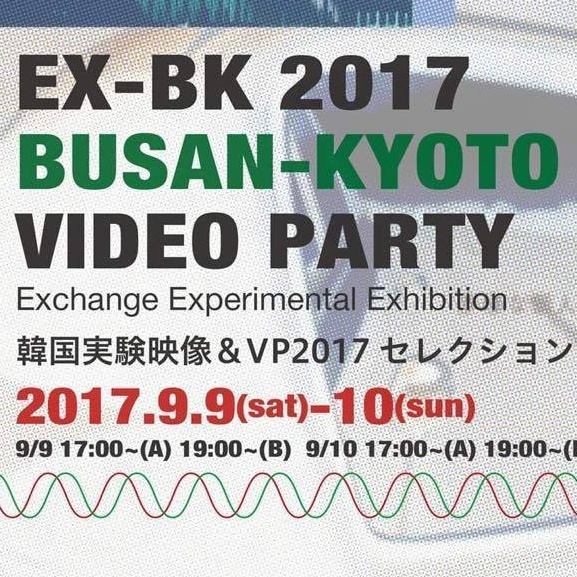 EX-BK 2017
BUSAN-KYOTO
VIDEO PARTY
Exchange Experimental Exhibition
韓国実験映像＆VP2017 セレクション
2017.9.9(sat)-10(sun)
9/9 17:00~(A) 19:00~(B) 9/10 17:00~(A) 19:00~(